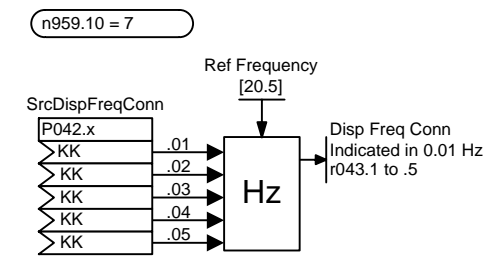 n959.10 = 7
Ref Frequency
[20.5]
SrcDispFreqConn
P042.x
KK .01
KK .02
KK .03
KK .04
KK .05
Hz
Disp Freq Conn
Indicated in 0.01 Hz
r043.1 to .5